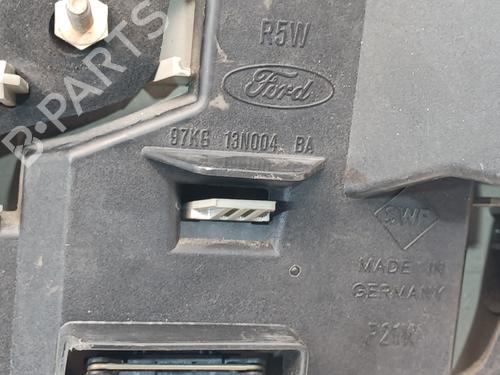 R5W
Ford
97KG 13N004 BA
B-PARTS
SWF
MADE IN
GERMANY
P21W